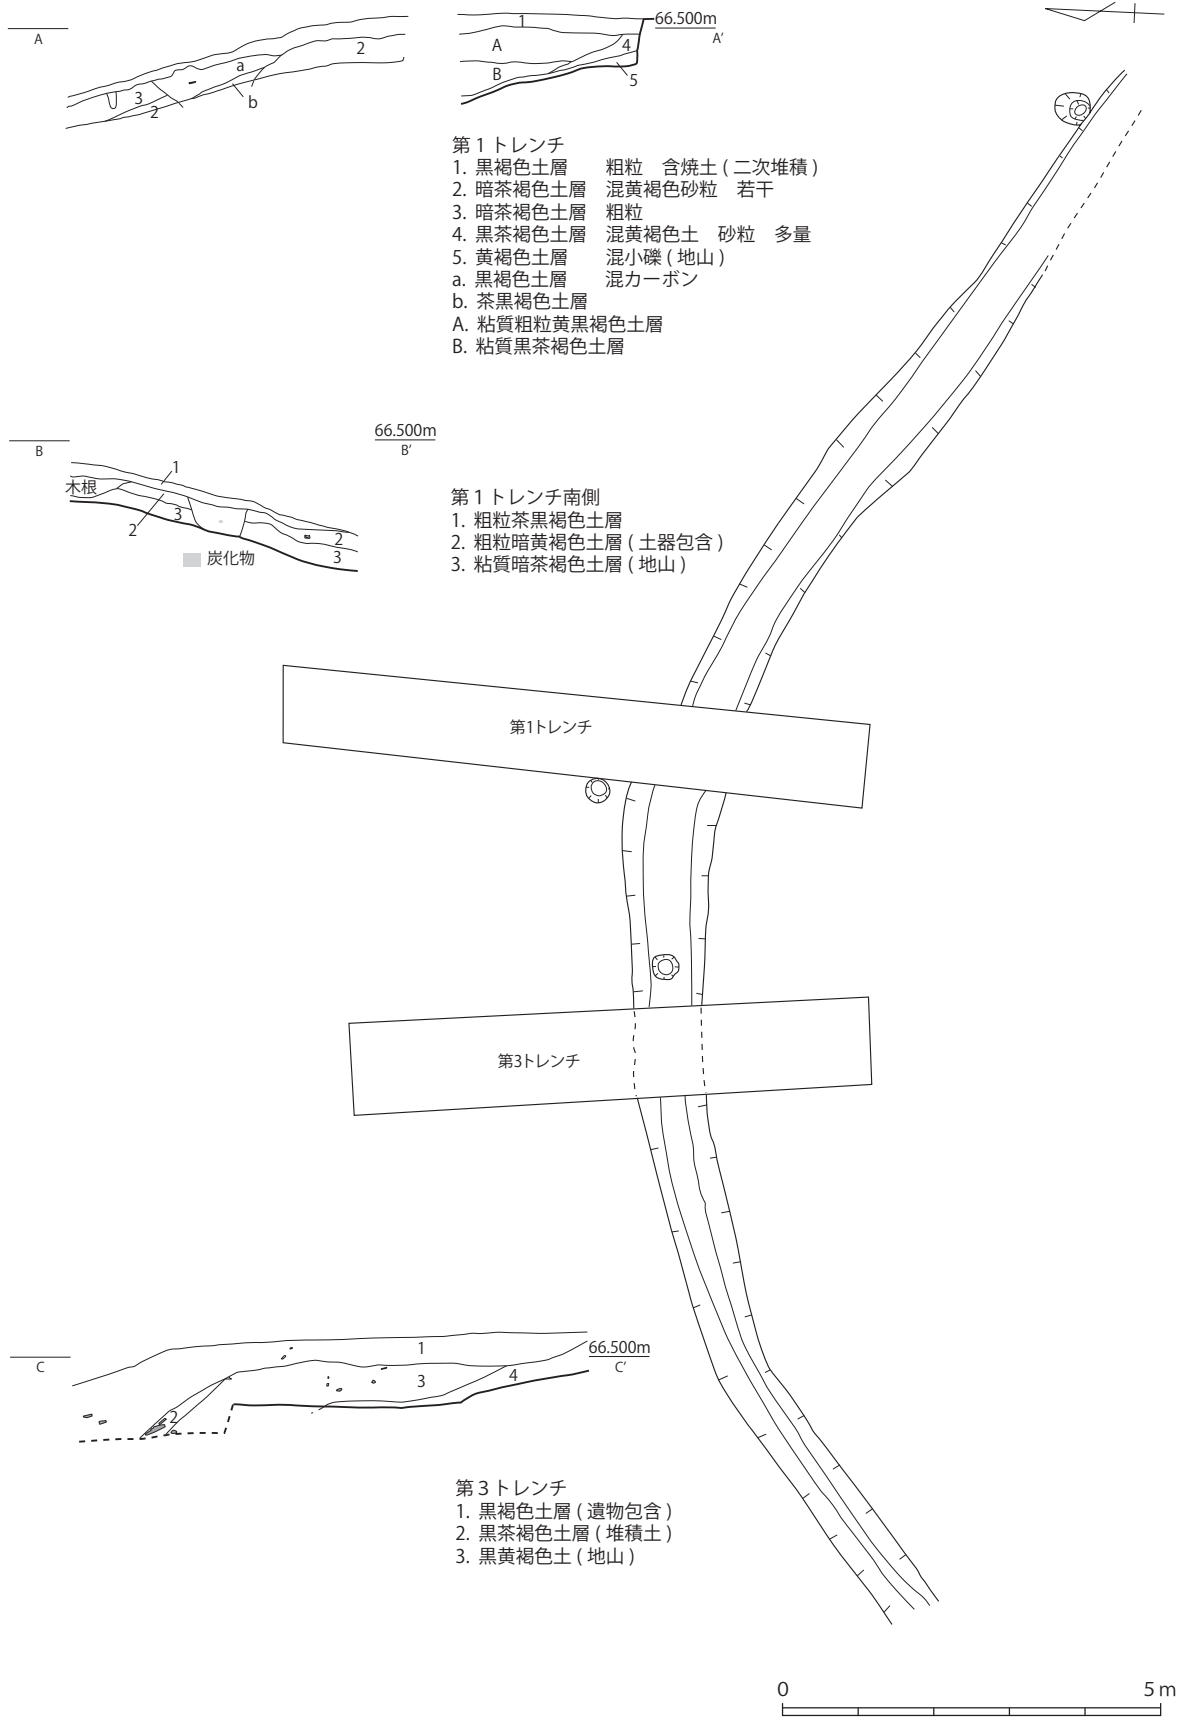 A
2
a
3
2
b
1
A
B
4
5
66.500m
A'
第1トレンチ
1. 黒褐色土層　粗粒　含焼土(二次堆積)
2. 暗茶褐色土層　混黄褐色砂粒　若干
3. 暗茶褐色土層　粗粒
4. 黒茶褐色土層　混黄褐色土　砂粒　多量
5. 黄褐色土層　混小礫(地山)
a. 黒褐色土層　混カーボン
b. 茶黒褐色土層
A. 粘質粗粒黄黒褐色土層
B. 粘質黒茶褐色土層
B
66.500m
B'
1
木根
2
3
2
3
炭化物
第1トレンチ南側
1. 粗粒茶黒褐色土層
2. 粗粒暗黄褐色土層(土器包含)
3. 粘質暗茶褐色土層(地山)
第1トレンチ
第3トレンチ
C
1
66.500m
C'
2
3
4
第3トレンチ
1. 黒褐色土層(遺物包含)
2. 黒茶褐色土層(堆積土)
3. 黒黄褐色土(地山)
0
5 m